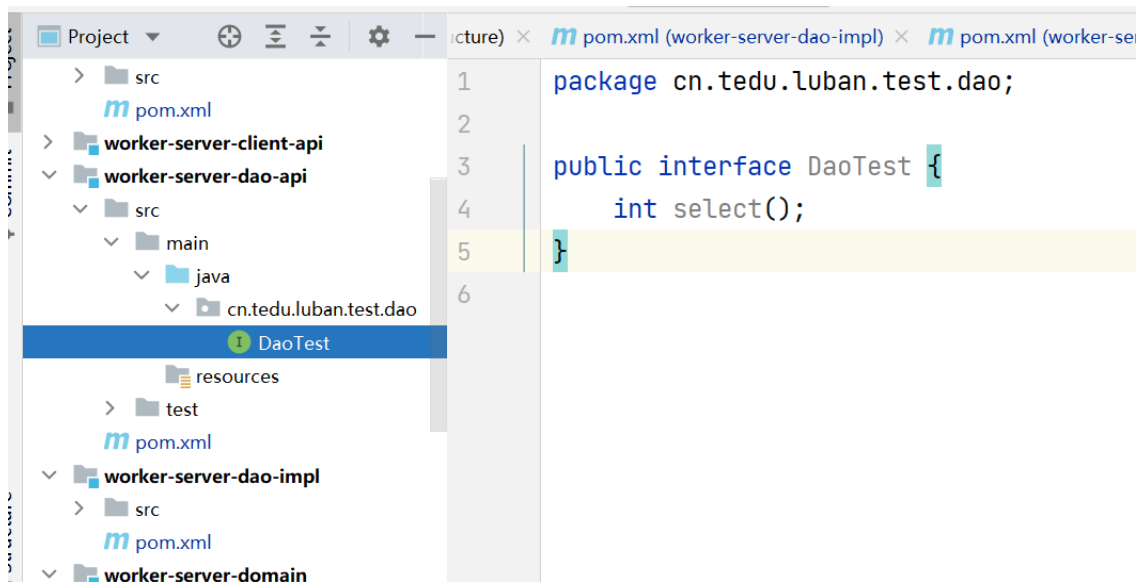 Project
src
pom.xml
worker-server-client-api
worker-server-dao-api
src
main
java
cn.tedu.luban.test.dao
DaoTest
resources
test
pom.xml
worker-server-dao-impl
src
pom.xml
worker-server-domain
pom.xml (worker-server-dao-impl)
pom.xml (worker-ser
1 package cn.tedu.luban.test.dao;
2
3 public interface DaoTest {
4 int select();
5 }
6